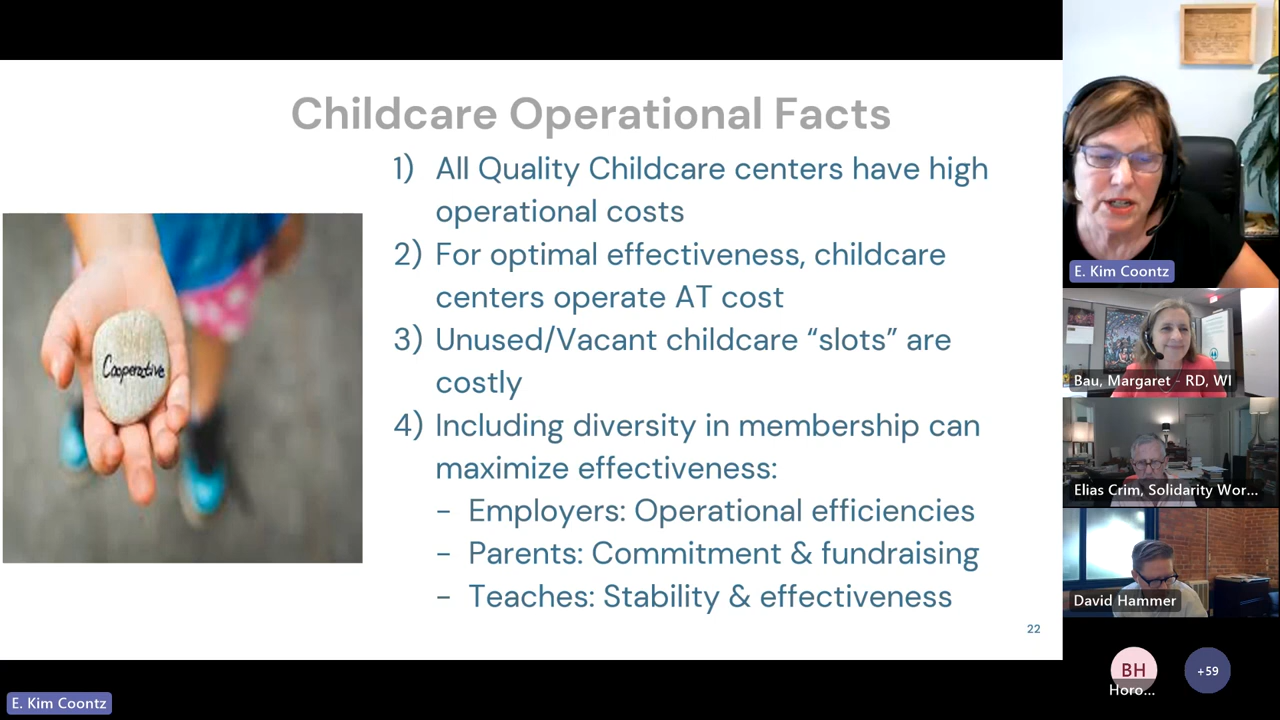 Childcare Operational Facts
1) All Quality Childcare centers have high
operational costs
2) For optimal effectiveness, childcare
centers operate AT cost
3) Unused/Vacant childcare “slots” are
costly
4) Including diversity in membership can
maximize effectiveness:
- Employers: Operational efficiencies
- Parents: Commitment & fundraising
- Teaches: Stability & effectiveness
22
Cooperative
E. Kim Coontz
E. Kim Coontz
Bau, Margaret - RD, WI
Elias Crim, Solidarity Wor...
David Hammer
BH
Horo...
+59